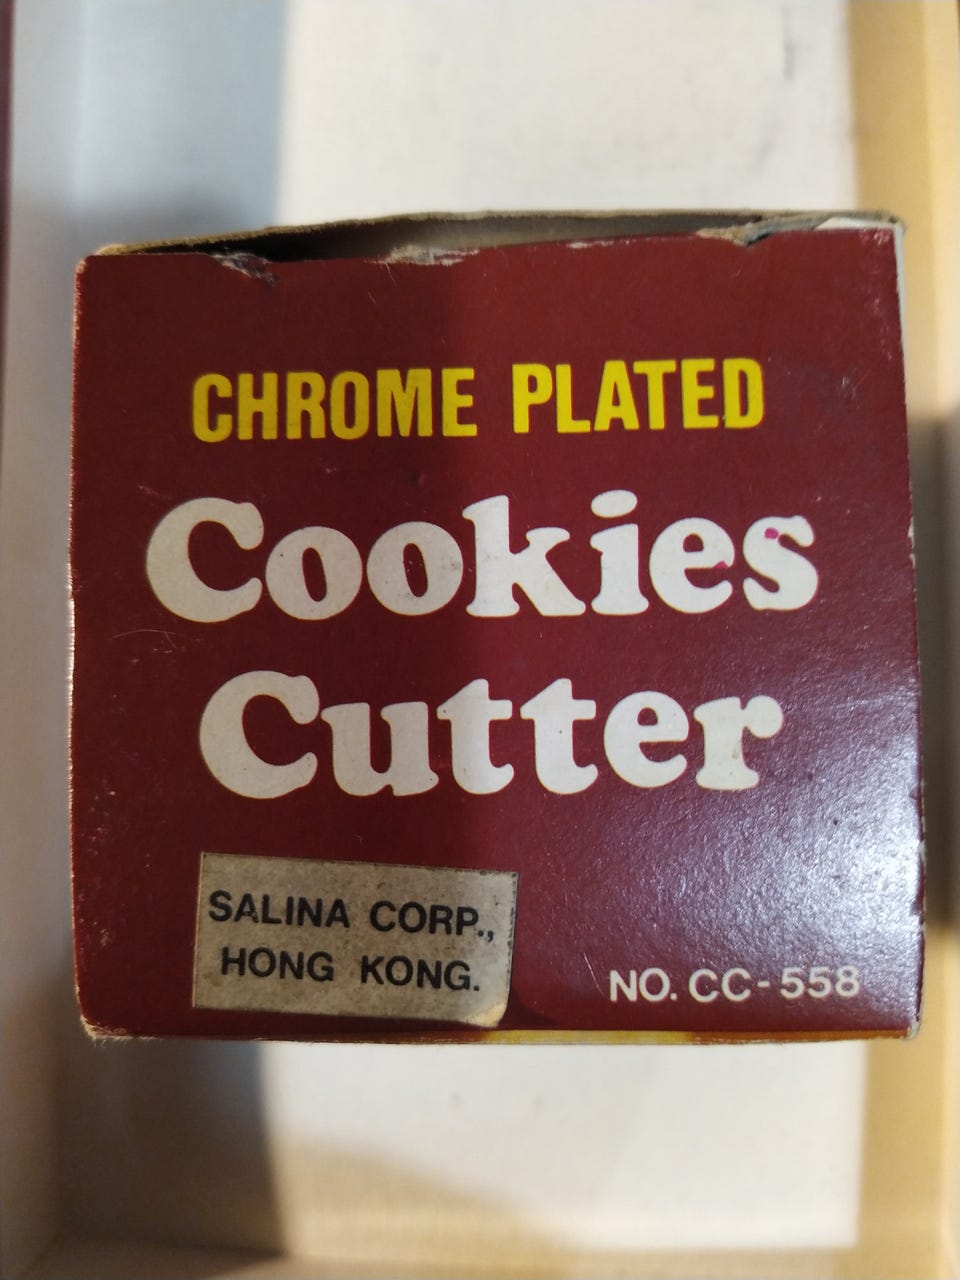 CHROME PLATED
Cookies
Cutter
SALINA CORP.,
HONG KONG.
NO. CC-558